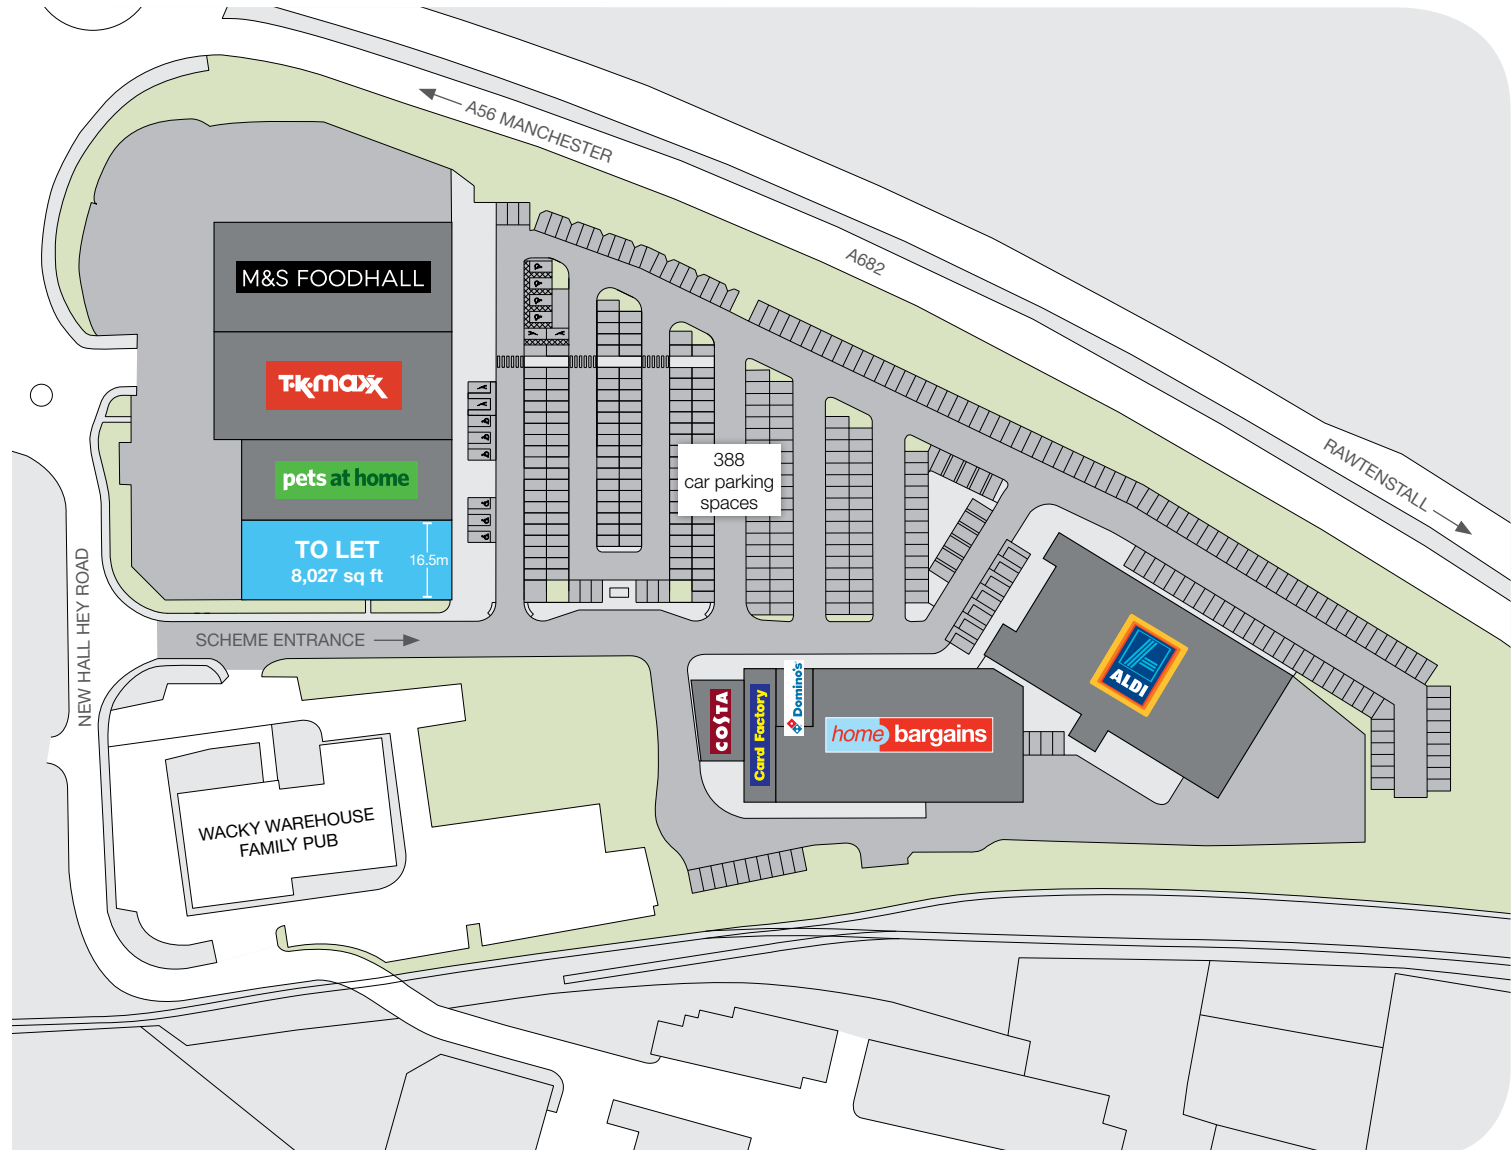 A56 MANCHESTER
A682
RAWTENSTALL
M&S FOODHALL
T·K·maxx
pets at home
TO LET
8,027 sq ft
16.5m
388
car parking
spaces
NEW HALL HEY ROAD
SCHEME ENTRANCE
COSTA
Card Factory
Domino's
home bargains
ALDI
WACKY WAREHOUSE
FAMILY PUB